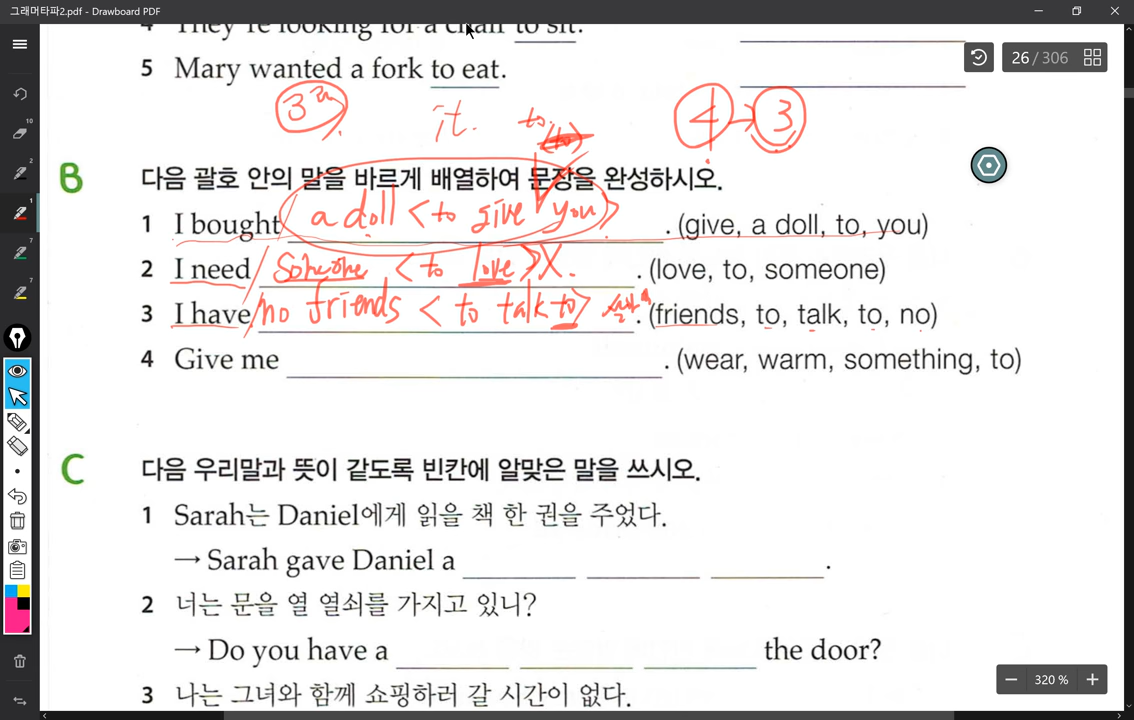 그래머타파2.pdf - Drawboard PDF
4 They're looking for a chair to sit.
26 / 306
5 Mary wanted a fork to eat.
it. to (to) 4 → 3
B 다음 괄호 안의 말을 바르게 배열하여 문장을 완성하시오.
1 I bought a doll < to give you > . (give, a doll, to, you)
2 I need / someone < to love > X. . (love, to, someone)
3 I have / no friends < to talk to > . (friends, to, talk, to, no)
4 Give me . (wear, warm, something, to)
C 다음 우리말과 뜻이 같도록 빈칸에 알맞은 말을 쓰시오.
1 Sarah는 Daniel에게 읽을 책 한 권을 주었다.
→ Sarah gave Daniel a .
2 너는 문을 열 열쇠를 가지고 있니?
→ Do you have a the door?
320 %
3 나는 그녀와 함께 쇼핑하러 갈 시간이 없다.